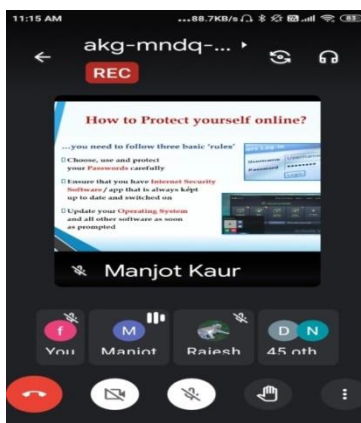 11:15 AM
...88.7KB/s
akg-mndq-...
REC
How to Protect yourself online?
...you need to follow three basic 'rules'
Choose, use and protect
your Passwords carefully
Ensure that you have Internet Security
Software / app that is always kept
up to date and switched on
Update your Operating System
and all other software as soon
as prompted
Username
Password
Manjot Kaur
f
M
D
N
You
Manjot
Rajesh
45 oth